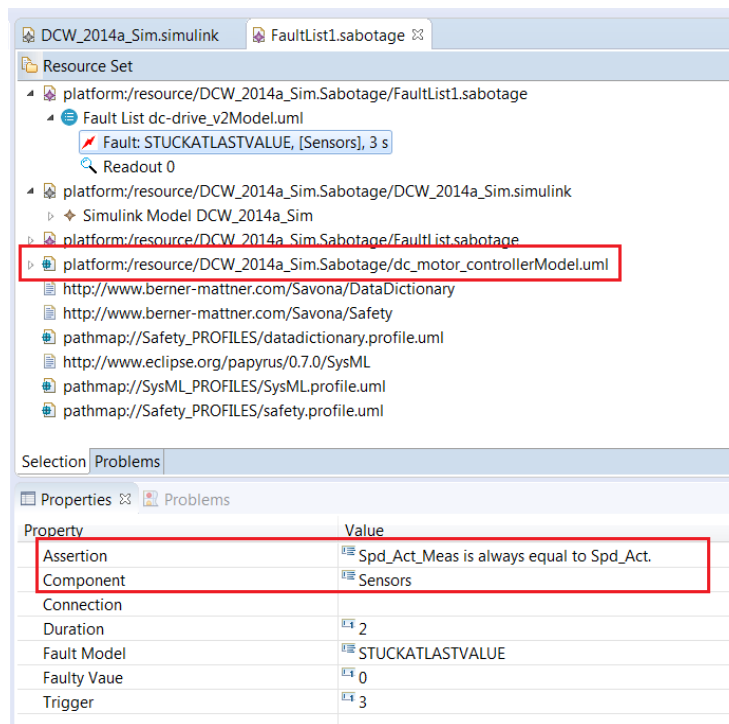 DCW_2014a_Sim.simulink FaultList1.sabotage
Resource Set
platform:/resource/DCW_2014a_Sim.Sabotage/FaultList1.sabotage
Fault List dc-drive_v2Model.uml
Fault: STUCKATLASTVALUE, [Sensors], 3 s
Readout 0
platform:/resource/DCW_2014a_Sim.Sabotage/DCW_2014a_Sim.simulink
Simulink Model DCW_2014a_Sim
platform:/resource/DCW_2014a_Sim.Sabotage/FaultList.sabotage
platform:/resource/DCW_2014a_Sim.Sabotage/dc_motor_controllerModel.uml
http://www.berner-mattner.com/Savona/DataDictionary
http://www.berner-mattner.com/Savona/Safety
pathmap://Safety_PROFILES/datadictionary.profile.uml
http://www.eclipse.org/papyrus/0.7.0/SysML
pathmap://SysML_PROFILES/SysML.profile.uml
pathmap://Safety_PROFILES/safety.profile.uml
Selection Problems
Properties Problems
Property Value
Assertion Spd_Act_Meas is always equal to Spd_Act.
Component Sensors
Connection
Duration 2
Fault Model STUCKATLASTVALUE
Faulty Vaue 0
Trigger 3